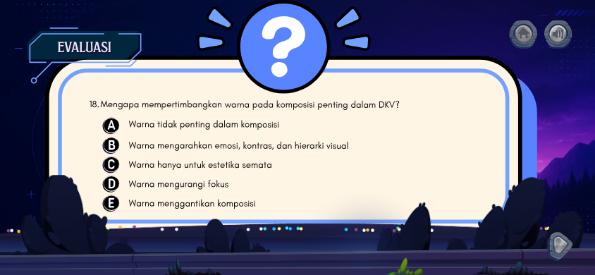 EVALUASI
?
18. Mengapa mempertimbangkan warna pada komposisi penting dalam DKV?
A Warna tidak penting dalam komposisi
B Warna mengarahkan emosi, kontras, dan hierarki visual
C Warna hanya untuk estetika semata
D Warna mengurangi fokus
E Warna menggantikan komposisi